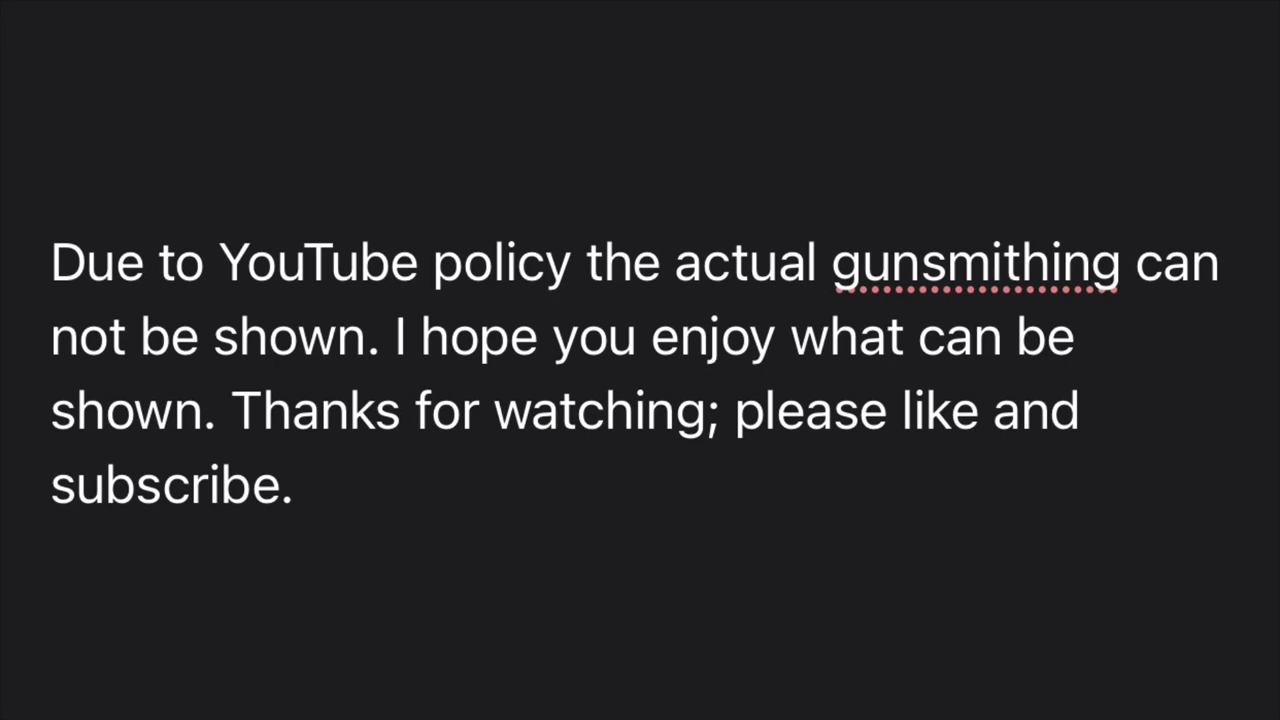 Due to YouTube policy the actual gunsmithing can
not be shown. I hope you enjoy what can be
shown. Thanks for watching; please like and
subscribe.